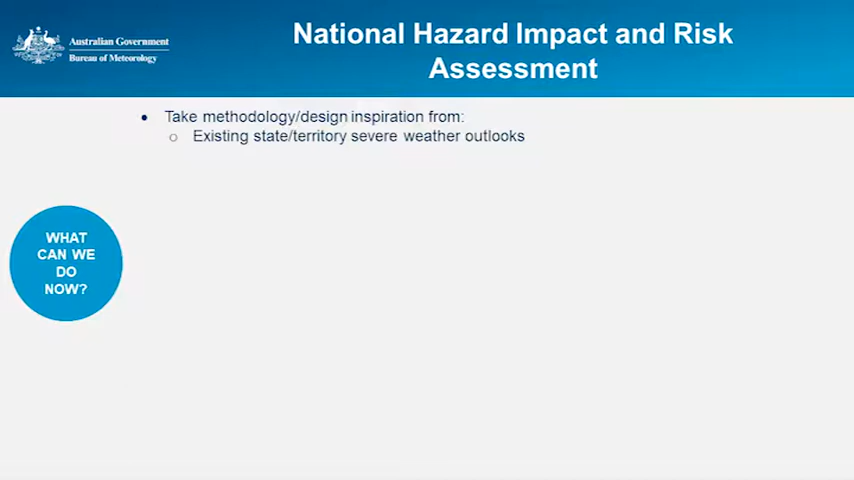 Australian Government
Bureau of Meteorology
National Hazard Impact and Risk
Assessment
• Take methodology/design inspiration from:
o Existing state/territory severe weather outlooks
WHAT
CAN WE
DO
NOW?